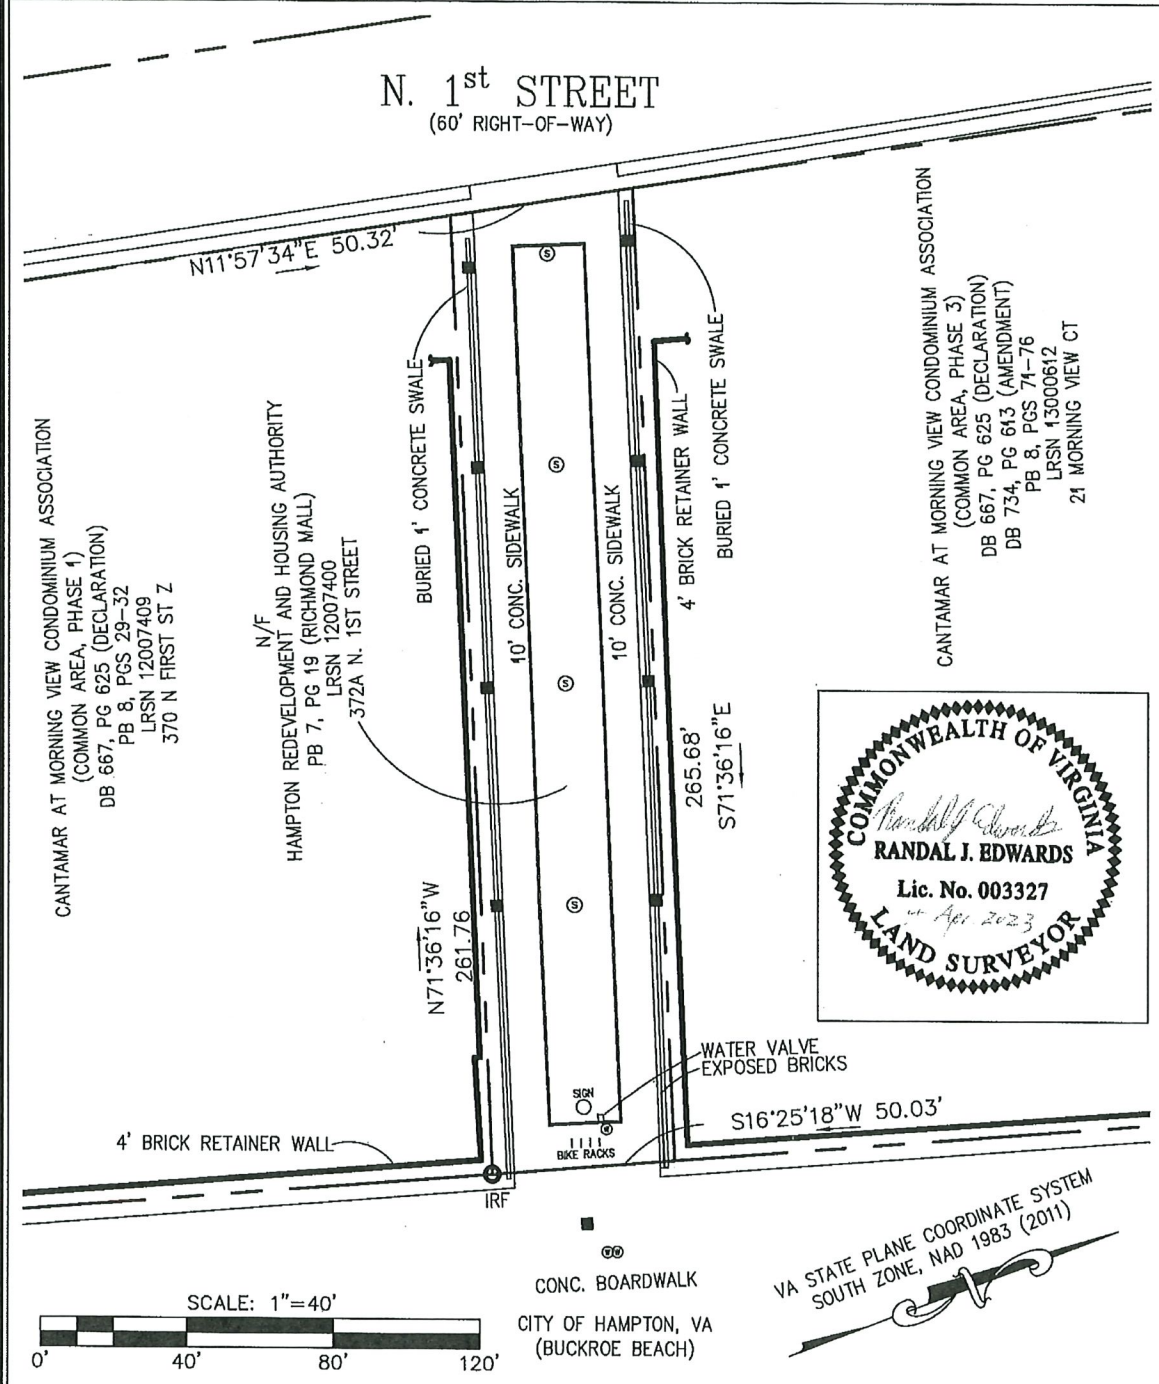 N. 1st STREET
(60' RIGHT-OF-WAY)
N11°57'34"E 50.32'
BURIED 1' CONCRETE SWALE
10' CONC. SIDEWALK
10' CONC. SIDEWALK
4' BRICK RETAINER WALL
BURIED 1' CONCRETE SWALE
S
S
S
S
CANTAMAR AT MORNING VIEW CONDOMINIUM ASSOCIATION
(COMMON AREA, PHASE 1)
DB 667, PG 625 (DECLARATION)
PB 8, PGS 29-32
LRSN 12007409
370 N FIRST ST Z
N/F
HAMPTON REDEVELOPMENT AND HOUSING AUTHORITY
PB 7, PG 19 (RICHMOND MALL)
LRSN 12007400
372A N. 1ST STREET
CANTAMAR AT MORNING VIEW CONDOMINIUM ASSOCIATION
(COMMON AREA, PHASE 3)
DB 667, PG 625 (DECLARATION)
DB 734, PG 613 (AMENDMENT)
PB 8, PGS 71-76
LRSN 13000612
21 MORNING VIEW CT
N71°36'16"W
261.76
265.68'
S71°36'16"E
COMMONWEALTH OF VIRGINIA
Randal J Edwards
RANDAL J. EDWARDS
Lic. No. 003327
Apr. 2023
LAND SURVEYOR
WATER VALVE
EXPOSED BRICKS
SIGN
W
S16°25'18"W 50.03'
BIKE RACKS
4' BRICK RETAINER WALL
IRF
W W
CONC. BOARDWALK
CITY OF HAMPTON, VA
(BUCKROE BEACH)
VA STATE PLANE COORDINATE SYSTEM
SOUTH ZONE, NAD 1983 (2011)
N
SCALE: 1"=40'
0' 40' 80' 120'